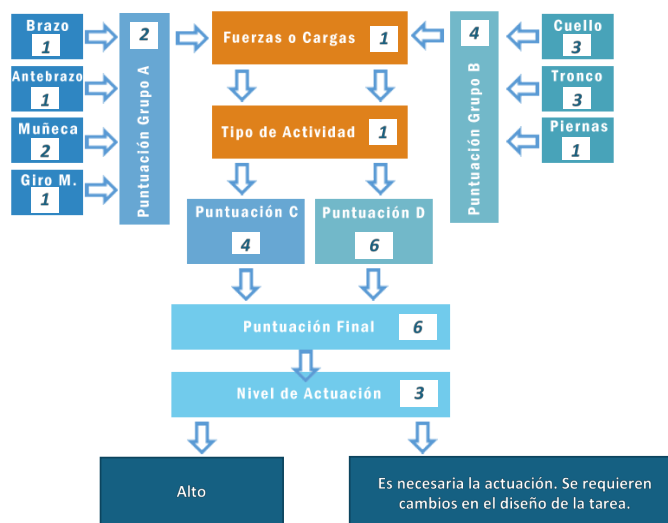 Brazo
1
Antebrazo
1
Muñeca
2
Giro M.
1
2
Puntuación Grupo A
Fuerzas o Cargas 1
Tipo de Actividad 1
4
Puntuación Grupo B
Cuello
3
Tronco
3
Piernas
1
Puntuación C
4
Puntuación D
6
Puntuación Final 6
Nivel de Actuación 3
Alto
Es necesaria la actuación. Se requieren
cambios en el diseño de la tarea.